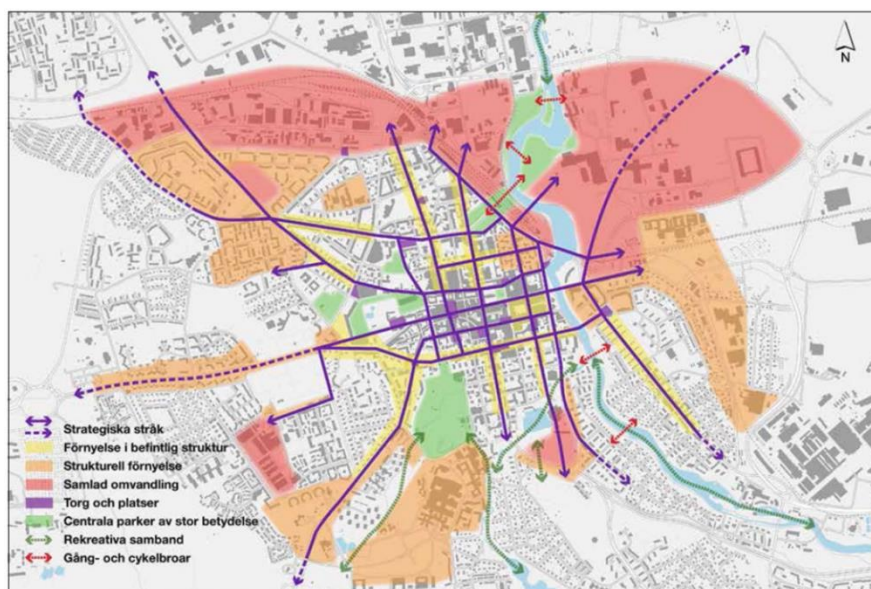 N
Strategiska stråk
Förnyelse i befintlig struktur
Strukturell förnyelse
Samlad omvandling
Torg och platser
Centrala parker av stor betydelse
Rekreativa samband
Gång- och cykelbroar